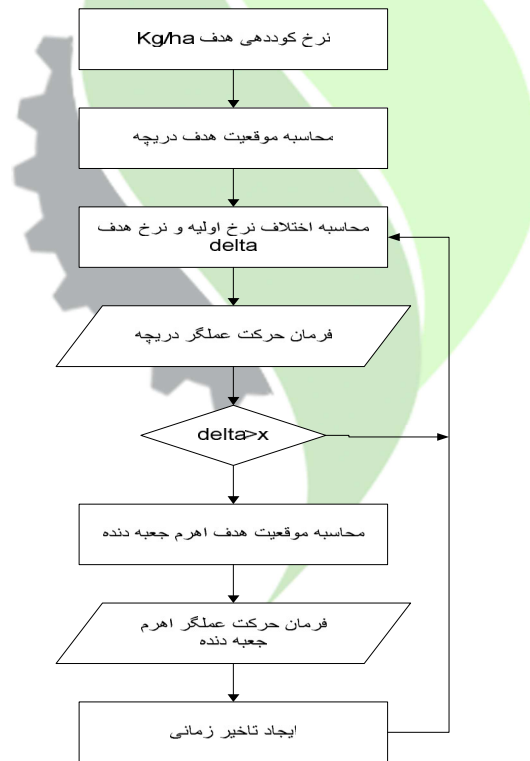 نرخ کوددهی هدف Kg/ha
محاسبه موقعیت هدف دریچه
محاسبه اختلاف نرخ اولیه و نرخ هدف
delta
فرمان حرکت عملگر دریچه
delta>x
محاسبه موقعیت هدف اهرم جعبه دنده
فرمان حرکت عملگر اهرم
جعبه دنده
ایجاد تاخیر زمانی